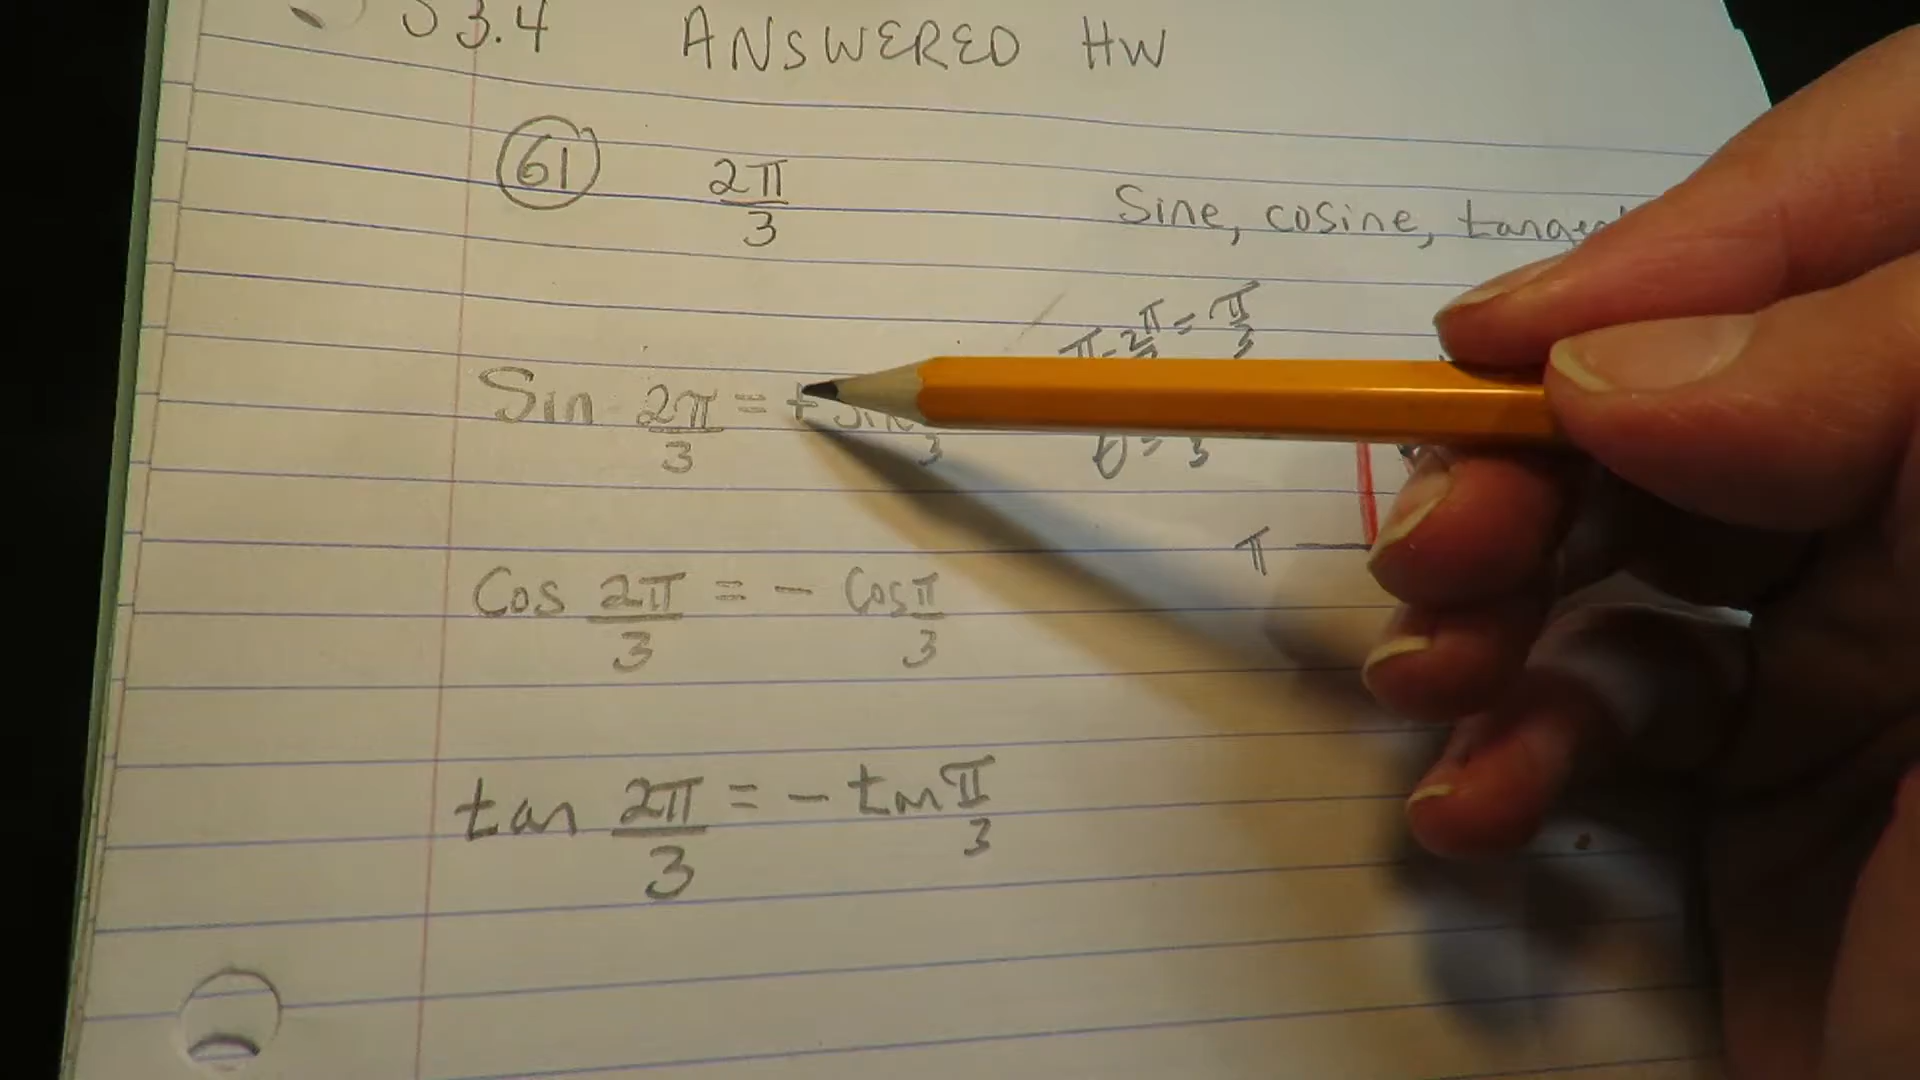 3.4 ANSWERED HW
61 2π/3 Sine, cosine,
π - 2π = π/3
Sin 2π/3 = + Sin /3
= 3
π
Cos 2π/3 = - Cos π/3
tan 2π/3 = - tan π/3